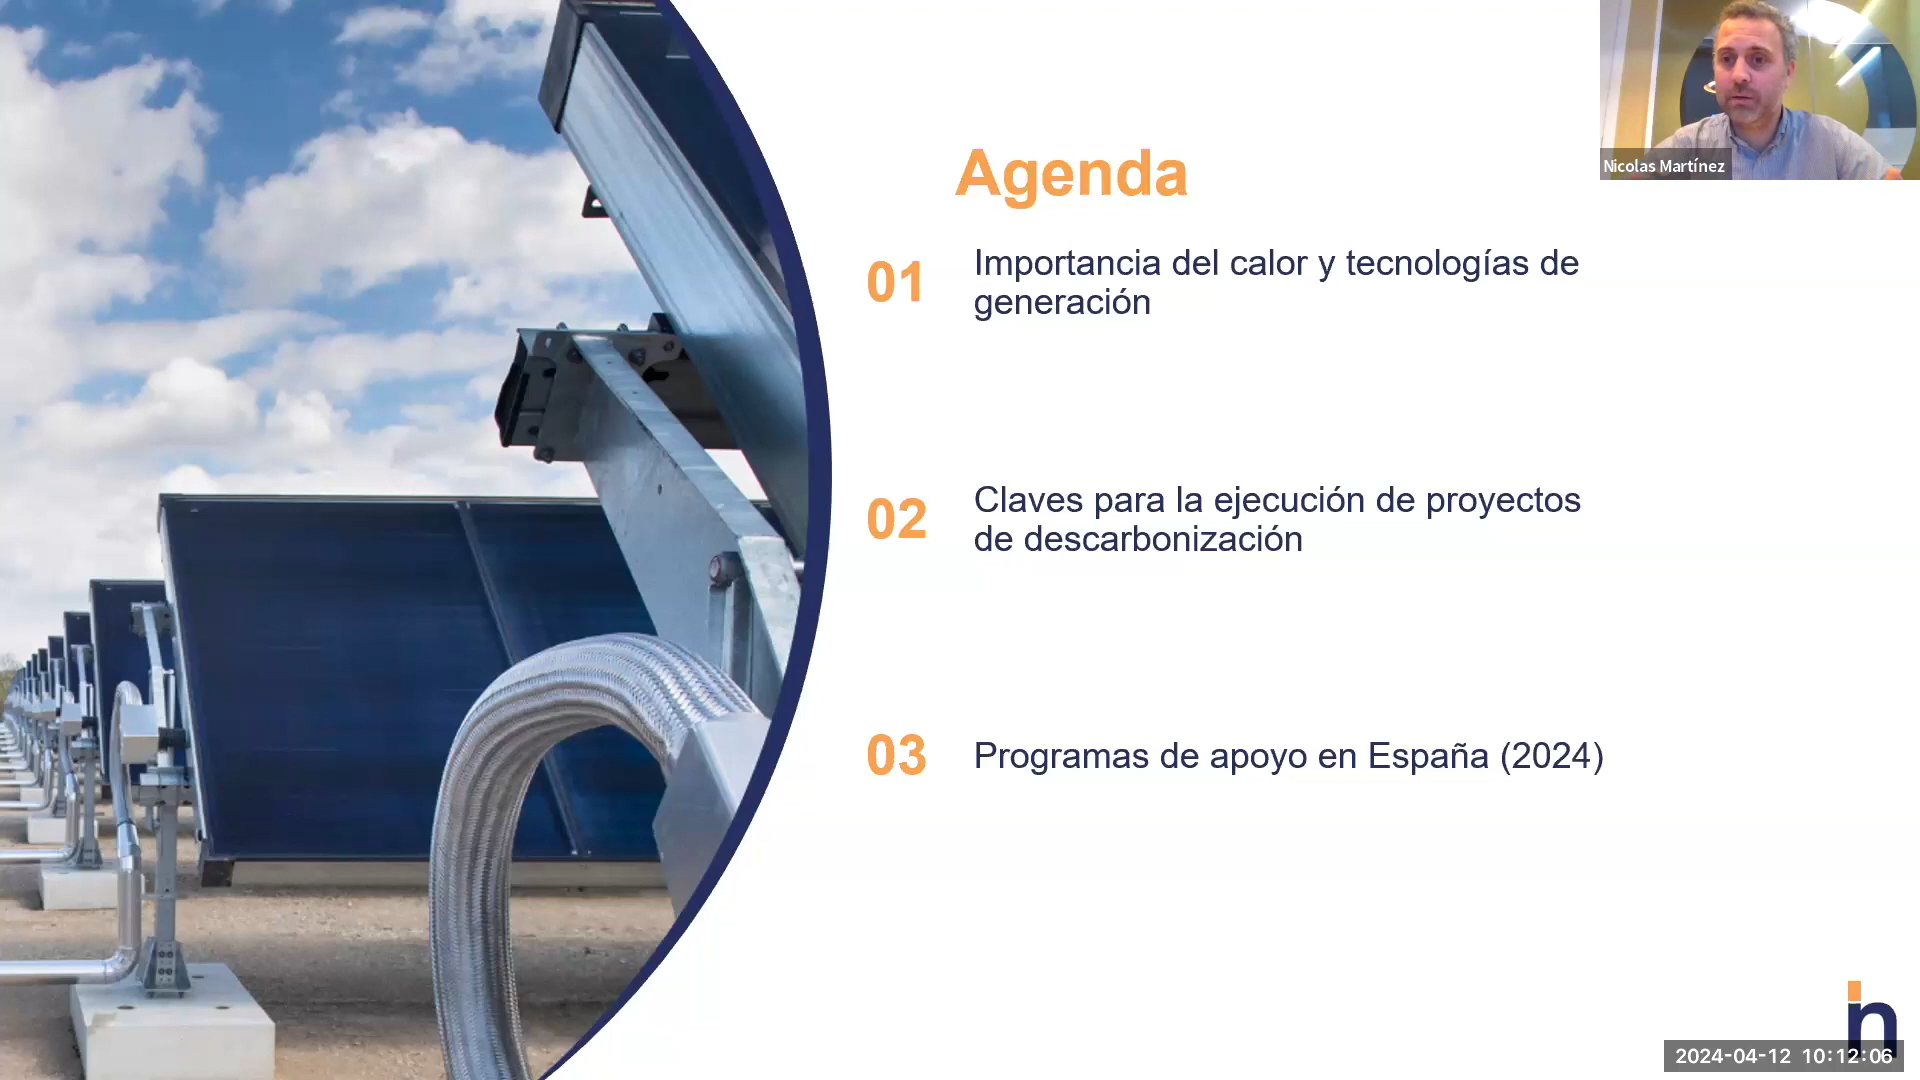 Agenda
01
Importancia del calor y tecnologías de
generación
02
Claves para la ejecución de proyectos
de descarbonización
03
Programas de apoyo en España (2024)
Nicolas Martínez
in
2024-04-12 10:12:06